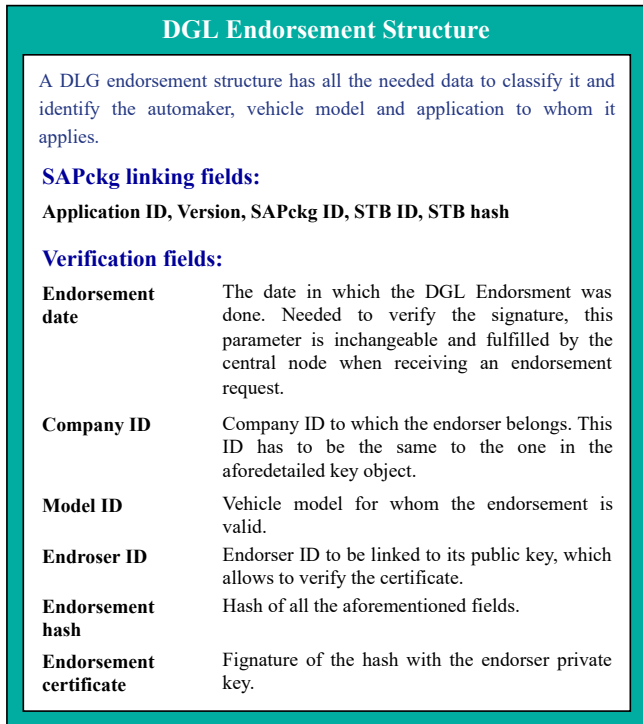 DGL Endorsement Structure
A DLG endorsement structure has all the needed data to classify it and
identify the automaker, vehicle model and application to whom it
applies.
SAPckg linking fields:
Application ID, Version, SAPckg ID, STB ID, STB hash
Verification fields:
Endorsement date
The date in which the DGL Endorsment was
done. Needed to verify the signature, this
parameter is inchangeable and fulfilled by the
central node when receiving an endorsement
request.
Company ID
Company ID to which the endorser belongs. This
ID has to be the same to the one in the
aforedetailed key object.
Model ID
Vehicle model for whom the endorsement is
valid.
Endroser ID
Endorser ID to be linked to its public key, which
allows to verify the certificate.
Endorsement
hash
Hash of all the aforementioned fields.
Endorsement
certificate
Fignature of the hash with the endorser private
key.